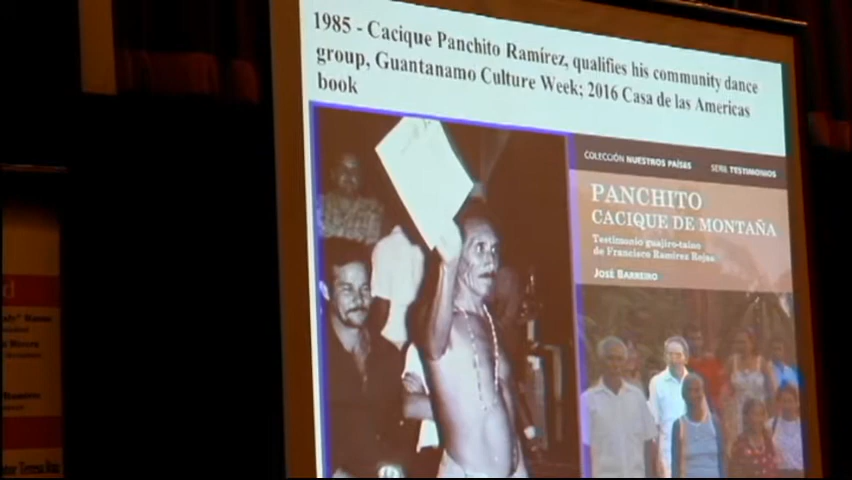 1985 - Cacique Panchito Ramírez, qualifies his community dance
group, Guantanamo Culture Week; 2016 Casa de las Americas
book
COLECCIÓN NUESTROS PAÍSES SERIE TESTIMONIOS
PANCHITO
CACIQUE DE MONTAÑA
Testimonio guajiro-taíno
de Francisco Ramírez Rojas
JOSÉ BARREIRO